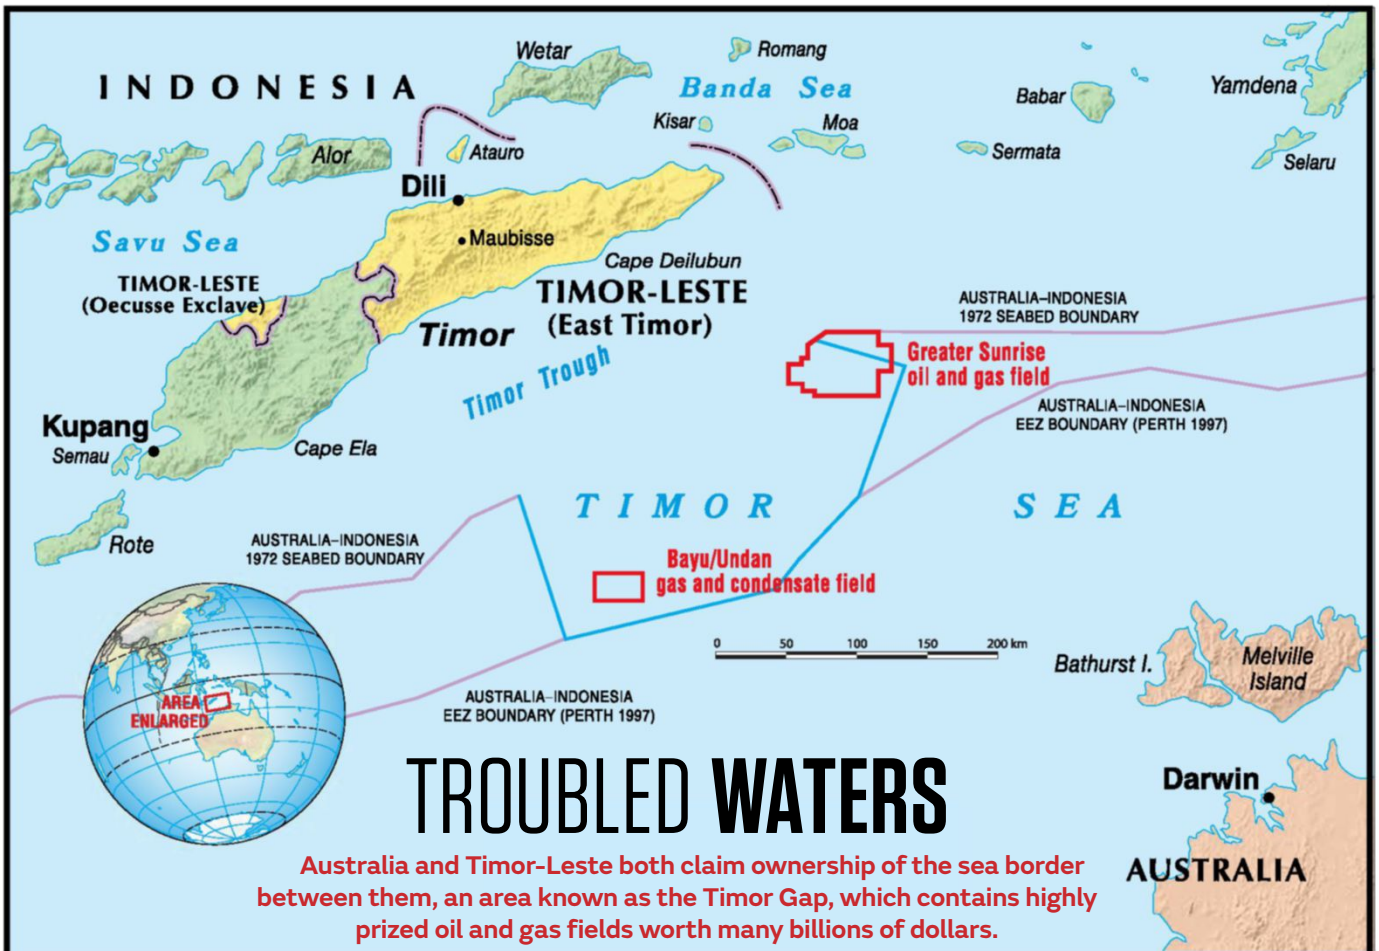 INDONESIA
Wetar
Romang
Banda Sea
Yamdena
Babar
Kisar
Moa
Alor
Atauro
Sermata
Selaru
Dili
Savu Sea
Maubisse
Cape Deilubun
TIMOR-LESTE
(Oecusse Exclave)
TIMOR-LESTE
(East Timor)
AUSTRALIA–INDONESIA
1972 SEABED BOUNDARY
Timor
Greater Sunrise
oil and gas field
Timor Trough
AUSTRALIA–INDONESIA
EEZ BOUNDARY (PERTH 1997)
Kupang
Semau
Cape Ela
TIMOR SEA
Rote
AUSTRALIA–INDONESIA
1972 SEABED BOUNDARY
Bayu/Undan
gas and condensate field
0 50 100 150 200 km
Bathurst I.
Melville
Island
AREA
ENLARGED
AUSTRALIA–INDONESIA
EEZ BOUNDARY (PERTH 1997)
TROUBLED WATERS
Darwin
AUSTRALIA
Australia and Timor-Leste both claim ownership of the sea border
between them, an area known as the Timor Gap, which contains highly
prized oil and gas fields worth many billions of dollars.